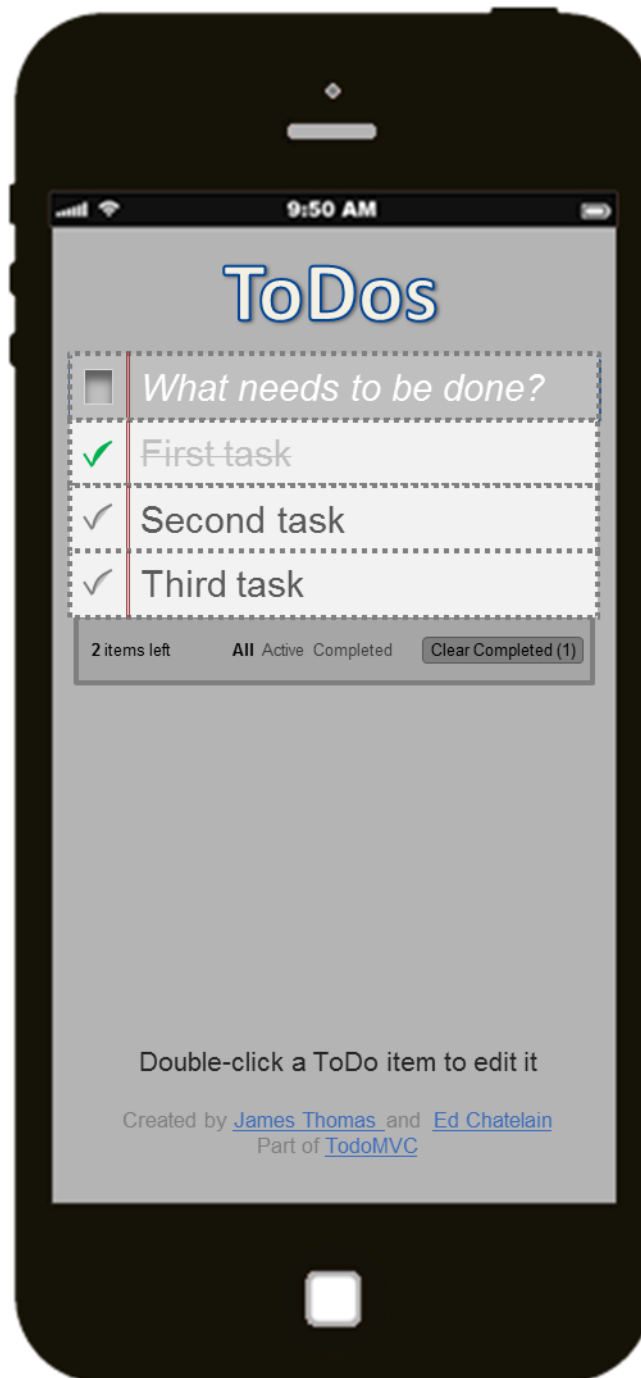 9:50 AM
ToDos
What needs to be done?
First task
Second task
Third task
2 items left All Active Completed Clear Completed (1)
Double-click a ToDo item to edit it
Created by James Thomas and Ed Chatelain
Part of TodoMVC